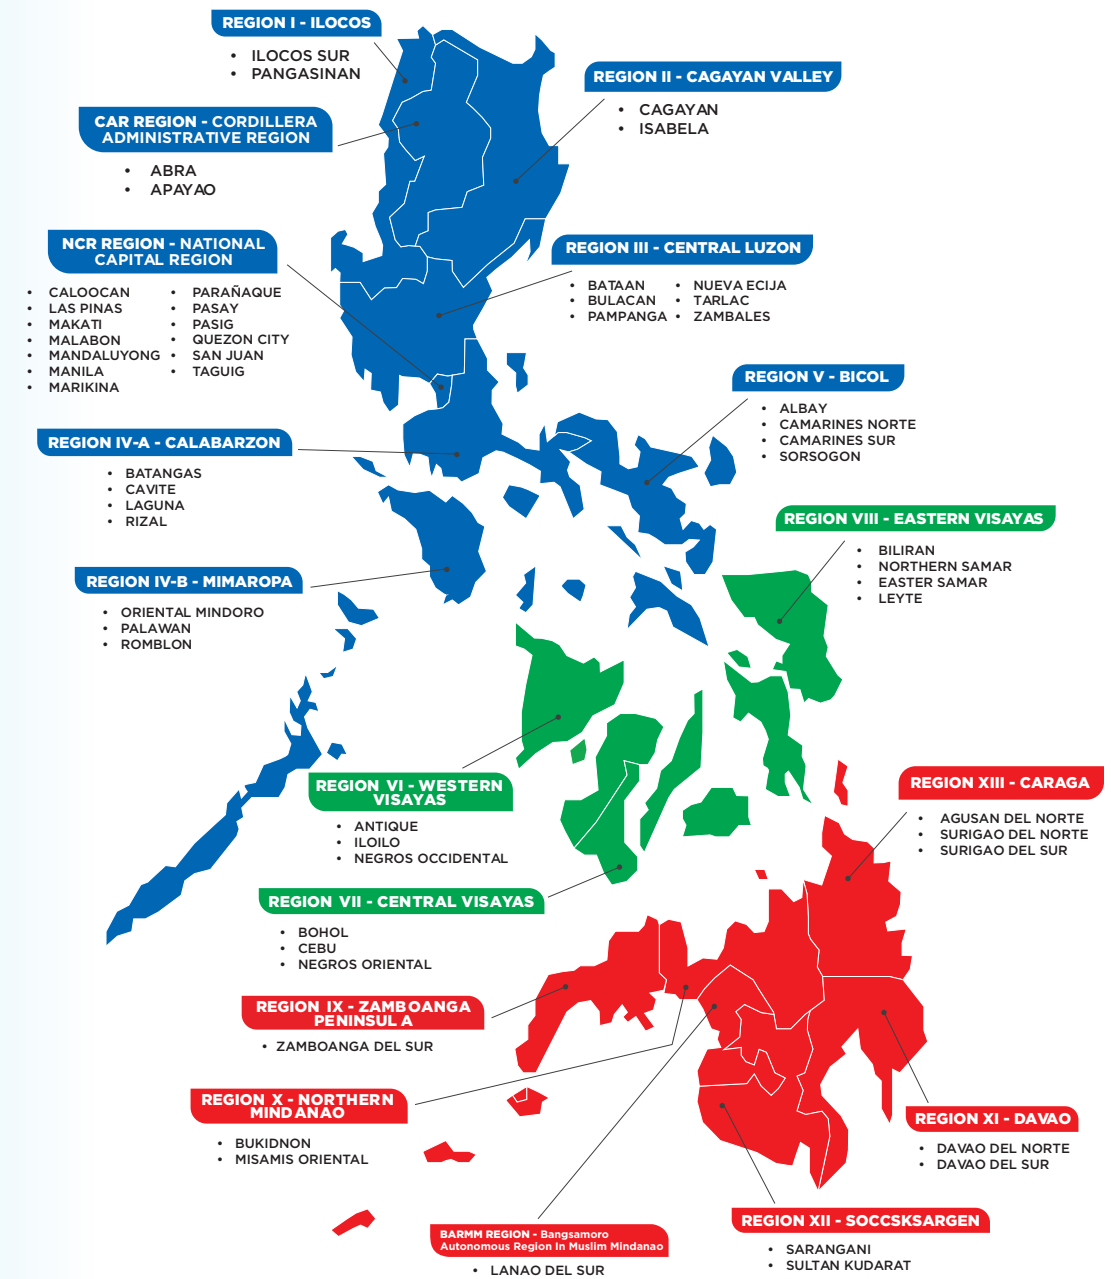 REGION I - ILOCOS
• ILOCOS SUR
• PANGASINAN
REGION II - CAGAYAN VALLEY
• CAGAYAN
• ISABELA
CAR REGION - CORDILLERA
ADMINISTRATIVE REGION
• ABRA
• APAYAO
NCR REGION - NATIONAL
CAPITAL REGION
• CALOOCAN
• LAS PINAS
• MAKATI
• MALABON
• MANDALUYONG
• MANILA
• MARIKINA
• PARAÑAQUE
• PASAY
• PASIG
• QUEZON CITY
• SAN JUAN
• TAGUIG
REGION III - CENTRAL LUZON
• BATAAN
• BULACAN
• PAMPANGA
• NUEVA ECIJA
• TARLAC
• ZAMBALES
REGION V - BICOL
• ALBAY
• CAMARINES NORTE
• CAMARINES SUR
• SORSOGON
REGION IV-A - CALABARZON
• BATANGAS
• CAVITE
• LAGUNA
• RIZAL
REGION VIII - EASTERN VISAYAS
• BILIRAN
• NORTHERN SAMAR
• EASTER SAMAR
• LEYTE
REGION IV-B - MIMAROPA
• ORIENTAL MINDORO
• PALAWAN
• ROMBLON
REGION VI - WESTERN
VISAYAS
• ANTIQUE
• ILOILO
• NEGROS OCCIDENTAL
REGION XIII - CARAGA
• AGUSAN DEL NORTE
• SURIGAO DEL NORTE
• SURIGAO DEL SUR
REGION VII - CENTRAL VISAYAS
• BOHOL
• CEBU
• NEGROS ORIENTAL
REGION IX - ZAMBOANGA
PENINSULA
• ZAMBOANGA DEL SUR
REGION X - NORTHERN
MINDANAO
• BUKIDNON
• MISAMIS ORIENTAL
REGION XI - DAVAO
• DAVAO DEL NORTE
• DAVAO DEL SUR
REGION XII - SOCCSKSARGEN
• SARANGANI
• SULTAN KUDARAT
BARMM REGION - Bangsamoro
Autonomous Region In Muslim Mindanao
• LANAO DEL SUR